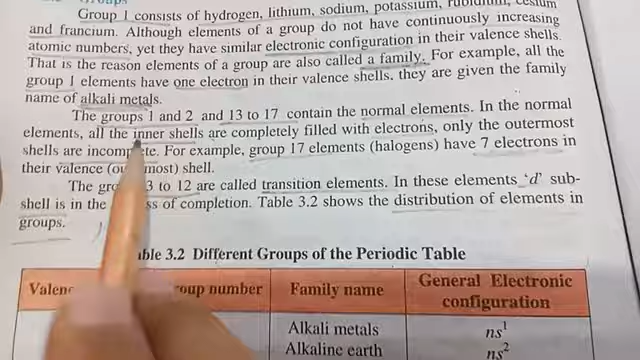 Groups
Group 1 consists of hydrogen, lithium, sodium, potassium, rubidium, cesium
and francium. Although elements of a group do not have continuously increasing
atomic numbers, yet they have similar electronic configuration in their valence shells.
That is the reason elements of a group are also called a family. For example, all the
group 1 elements have one electron in their valence shells, they are given the family
name of alkali metals.
The groups 1 and 2 and 13 to 17 contain the normal elements. In the normal
elements, all the inner shells are completely filled with electrons, only the outermost
shells are incomplete. For example, group 17 elements (halogens) have 7 electrons in
their valence (ou most) shell.
The gro 3 to 12 are called transition elements. In these elements 'd' sub-
shell is in the ss of completion. Table 3.2 shows the distribution of elements in
groups.
ble 3.2 Different Groups of the Periodic Table
Valenc oup number Family name General Electronic
configuration
Alkali metals ns¹
Alkaline earth ns²